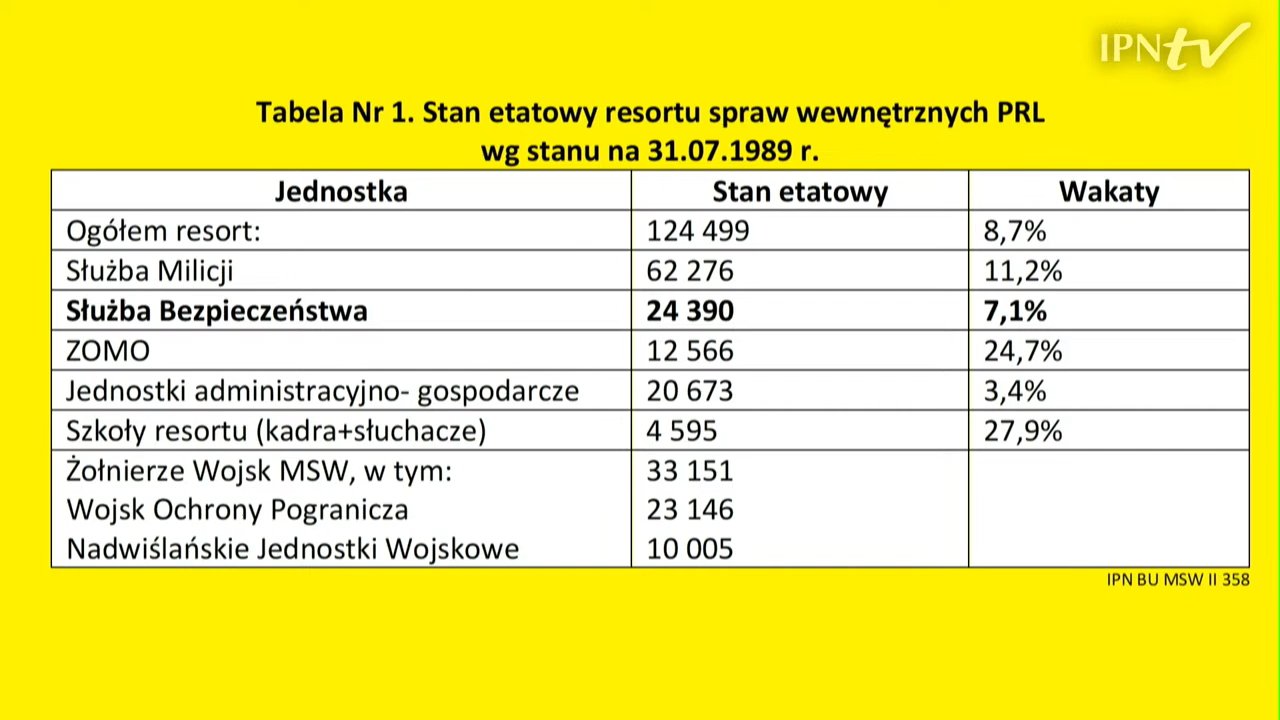 IPN tv
Tabela Nr 1. Stan etatowy resortu spraw wewnętrznych PRL
wg stanu na 31.07.1989 r.
Jednostka Stan etatowy Wakaty
Ogółem resort: 124 499 8,7%
Służba Milicji 62 276 11,2%
Służba Bezpieczeństwa 24 390 7,1%
ZOMO 12 566 24,7%
Jednostki administracyjno- gospodarcze 20 673 3,4%
Szkoły resortu (kadra+słuchacze) 4 595 27,9%
Żołnierze Wojsk MSW, w tym: 33 151
Wojsk Ochrony Pogranicza 23 146
Nadwiślańskie Jednostki Wojskowe 10 005
IPN BU MSW II 358